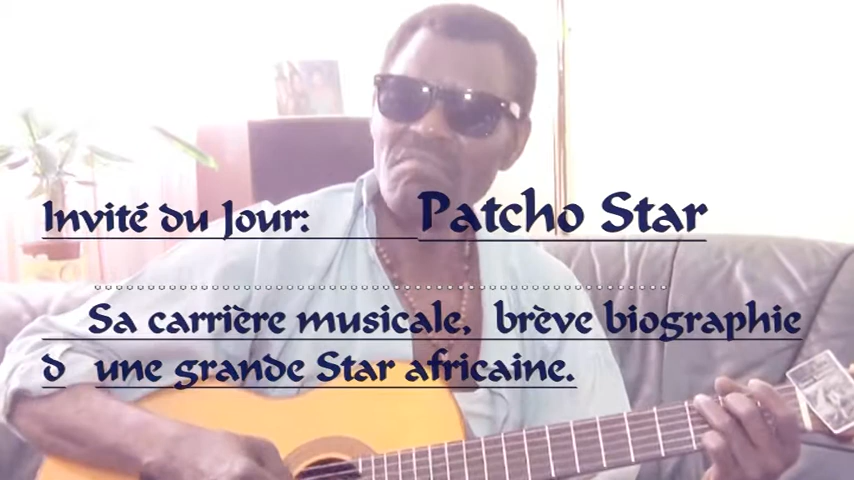 Invité du Jour: Patcho Star
Sa carrière musicale, brève biographie
d une grande Star africaine.